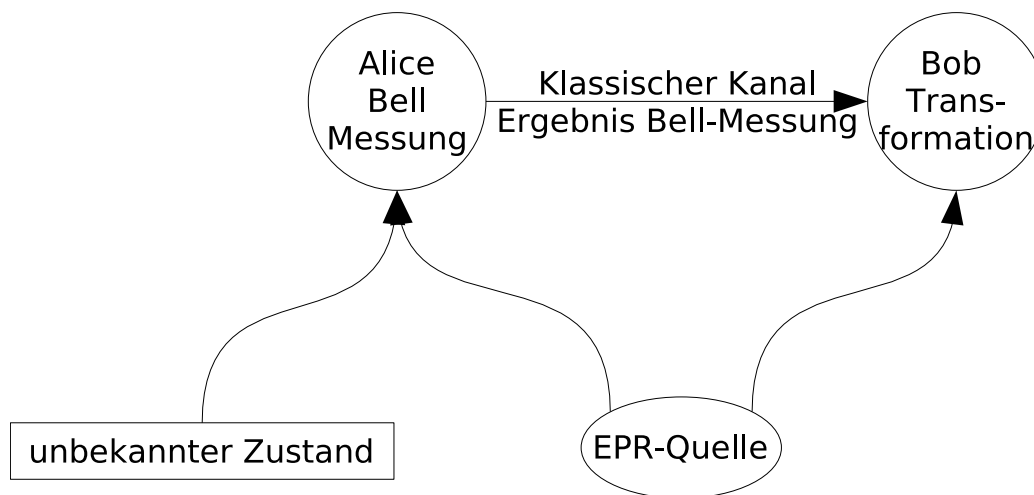 Alice
Bell
Messung
Klassischer Kanal
Ergebnis Bell-Messung
Bob
Trans-
formation
unbekannter Zustand
EPR-Quelle